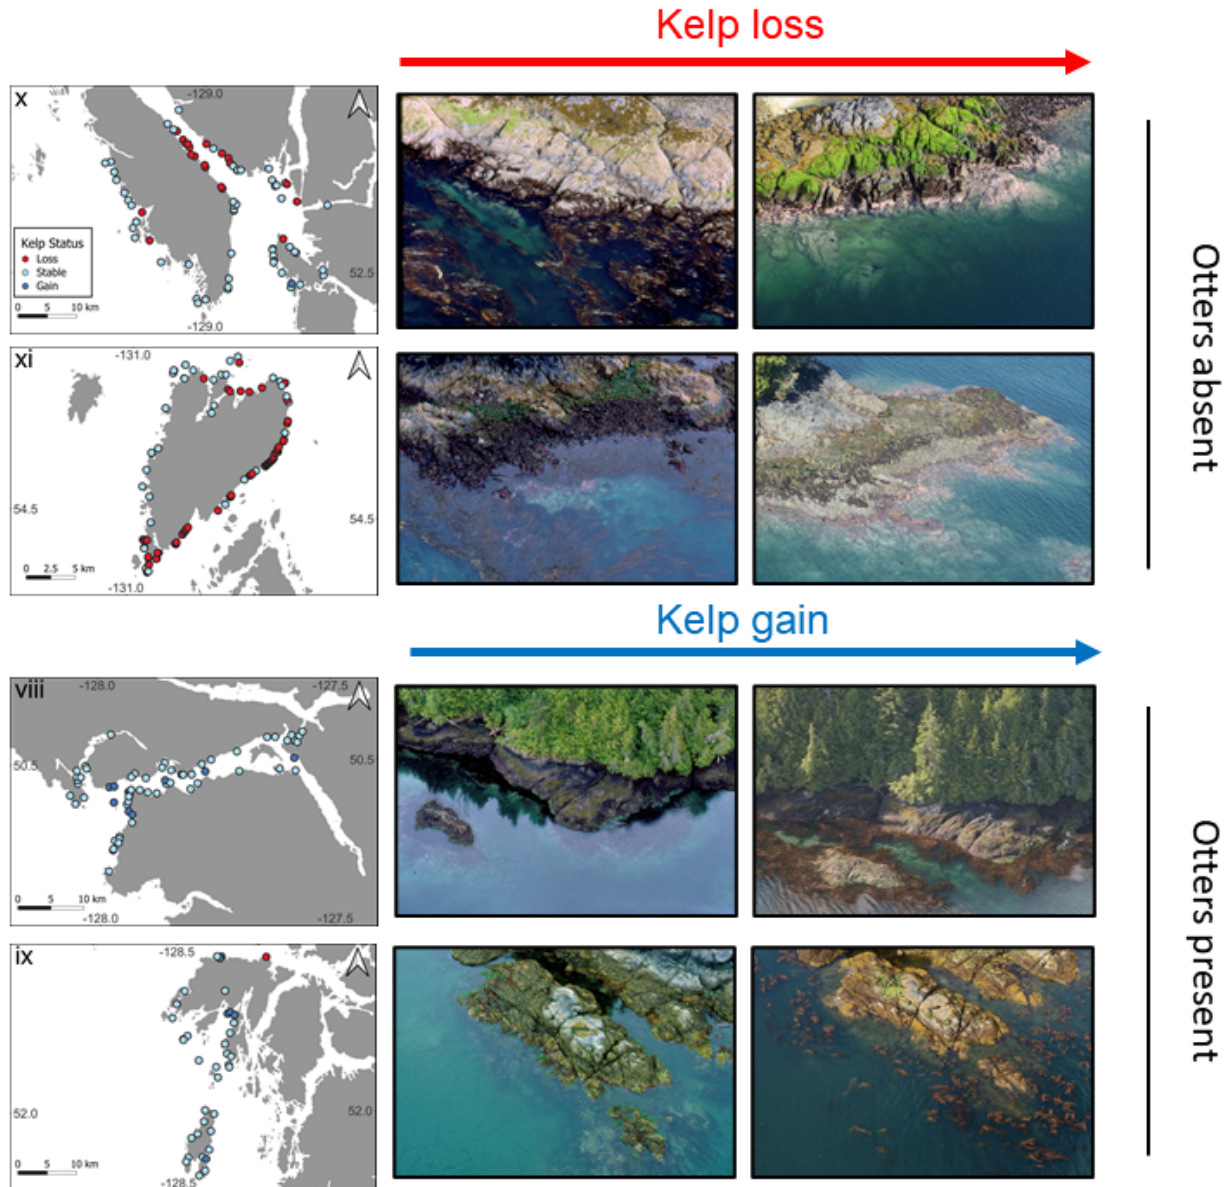 Kelp loss
x
-129.0
Kelp Status
Loss
Stable
Gain
0 5 10 km
52.5
-129.0
xi
-131.0
54.5
54.5
0 2.5 5 km
-131.0
Otters absent
Kelp gain
viii
-128.0
-127.5
50.5
50.5
0 5 10 km
-128.0
-127.5
ix
-128.5
52.0
52.0
0 5 10 km
-128.5
Otters present